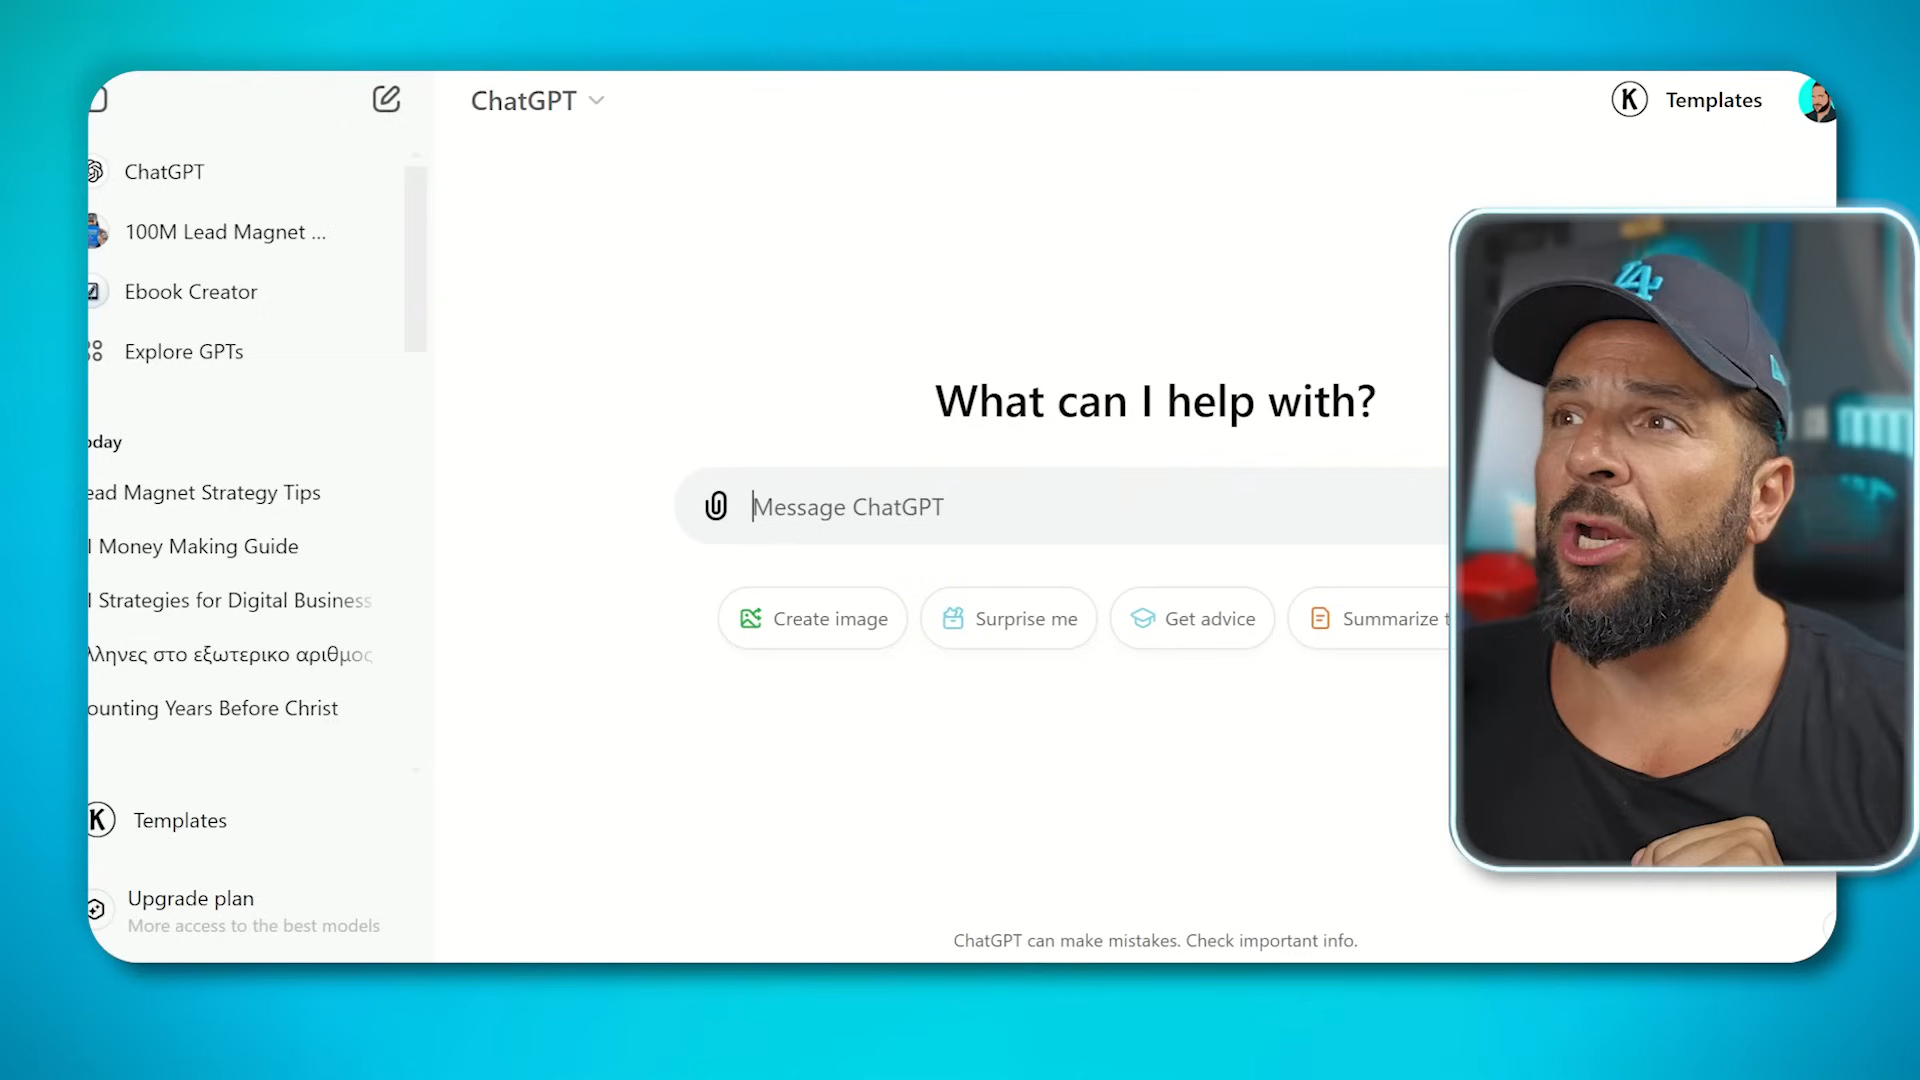 ChatGPT
Templates
ChatGPT
100M Lead Magnet ...
Ebook Creator
Explore GPTs
oday
ead Magnet Strategy Tips
I Money Making Guide
I Strategies for Digital Business
λληνες στο εξωτερικο αριθμος
ounting Years Before Christ
K Templates
Upgrade plan
More access to the best models
What can I help with?
Message ChatGPT
Create image
Surprise me
Get advice
Summarize t
ChatGPT can make mistakes. Check important info.
K
LA